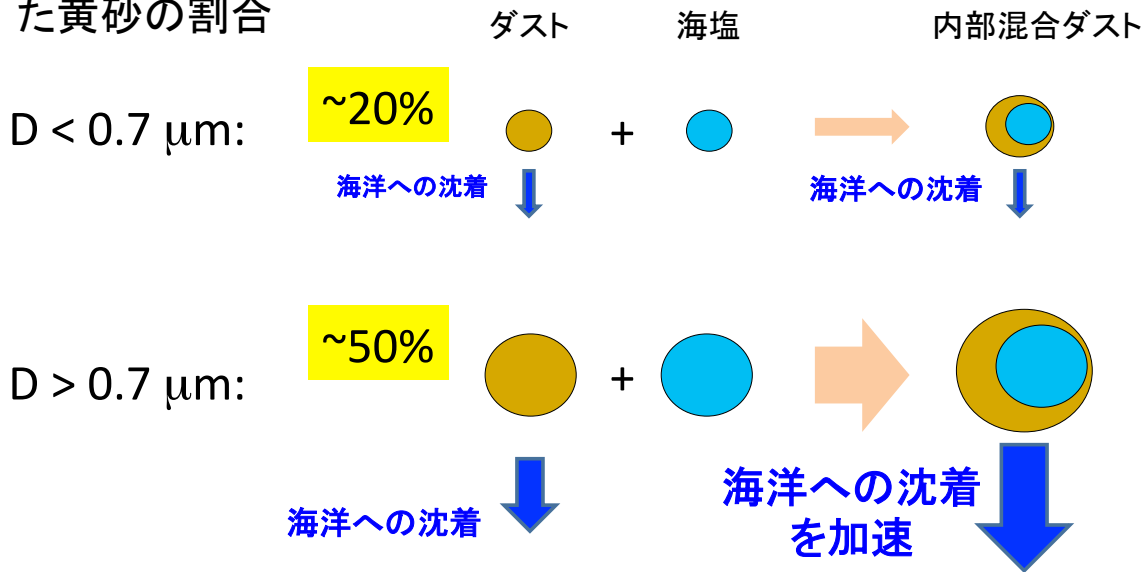 た黄砂の割合
ダスト 海塩 内部混合ダスト
D < 0.7 μm: ~20% +
海洋への沈着 海洋への沈着
D > 0.7 μm: ~50% +
海洋への沈着
海洋への沈着
を加速